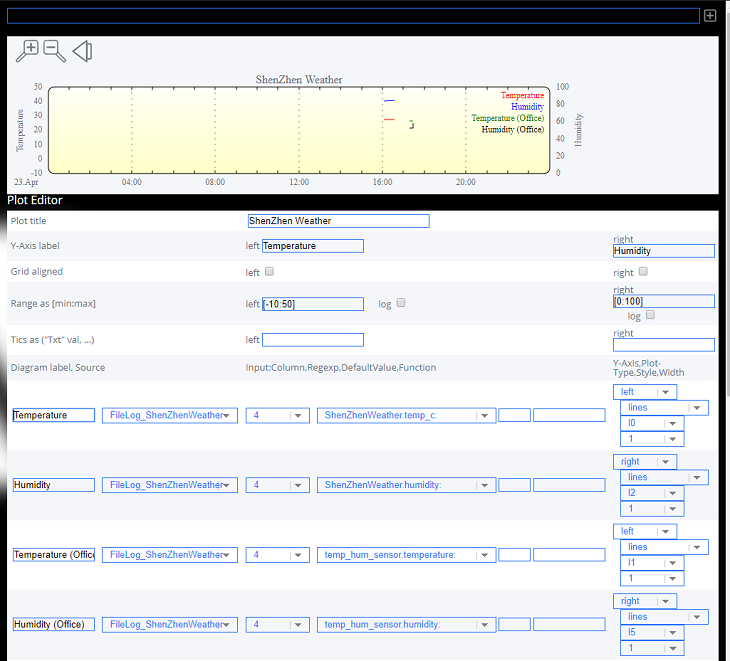 ShenZhen Weather
50
40
30
20
10
0
-10
Temperature
100
80
60
40
20
0
Humidity
Temperature
Humidity
Temperature (Office)
Humidity (Office)
23.Apr 04:00 08:00 12:00 16:00 20:00
Plot Editor
Plot title ShenZhen Weather
Y-Axis label left Temperature right Humidity
Grid aligned left right
Range as [min:max] left [-10:50] log right [0:100] log
Tics as ("Txt" val, ...) left right
Diagram label, Source Input:Column,Regexp,DefaultValue,Function Y-Axis,Plot-
Type,Style,Width
Temperature FileLog_ShenZhenWeather 4 ShenZhenWeather.temp_c: left
lines
l0
1
Humidity FileLog_ShenZhenWeather 4 ShenZhenWeather.humidity: right
lines
l2
1
Temperature (Offic FileLog_ShenZhenWeather 4 temp_hum_sensor.temperature: left
lines
l1
1
Humidity (Office) FileLog_ShenZhenWeather 4 temp_hum_sensor.humidity: right
lines
l5
1